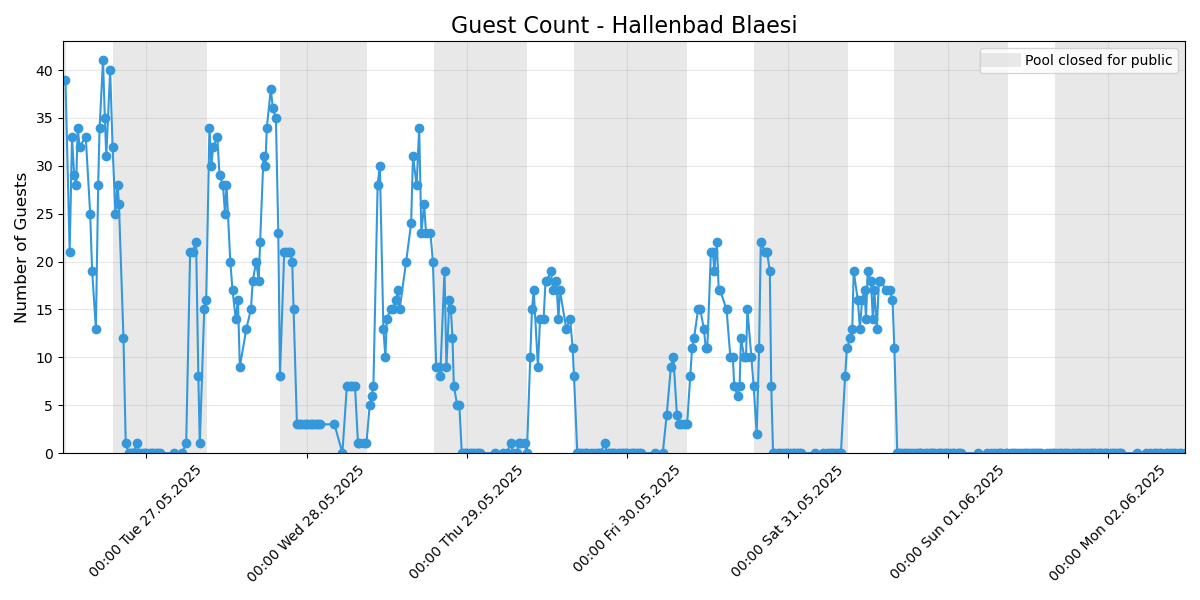 Guest Count - Hallenbad Blaesi
Pool closed for public
Number of Guests
40
35
30
25
20
15
10
5
0
00:00 Tue 27.05.2025
00:00 Wed 28.05.2025
00:00 Thu 29.05.2025
00:00 Fri 30.05.2025
00:00 Sat 31.05.2025
00:00 Sun 01.06.2025
00:00 Mon 02.06.2025